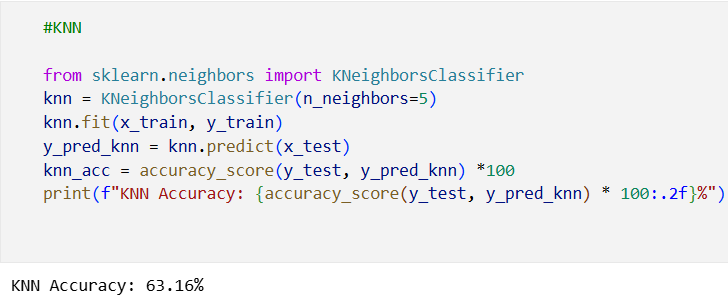 #KNN
from sklearn.neighbors import KNeighborsClassifier
knn = KNeighborsClassifier(n_neighbors=5)
knn.fit(x_train, y_train)
y_pred_knn = knn.predict(x_test)
knn_acc = accuracy_score(y_test, y_pred_knn) *100
print(f"KNN Accuracy: {accuracy_score(y_test, y_pred_knn) * 100:.2f}%")
KNN Accuracy: 63.16%